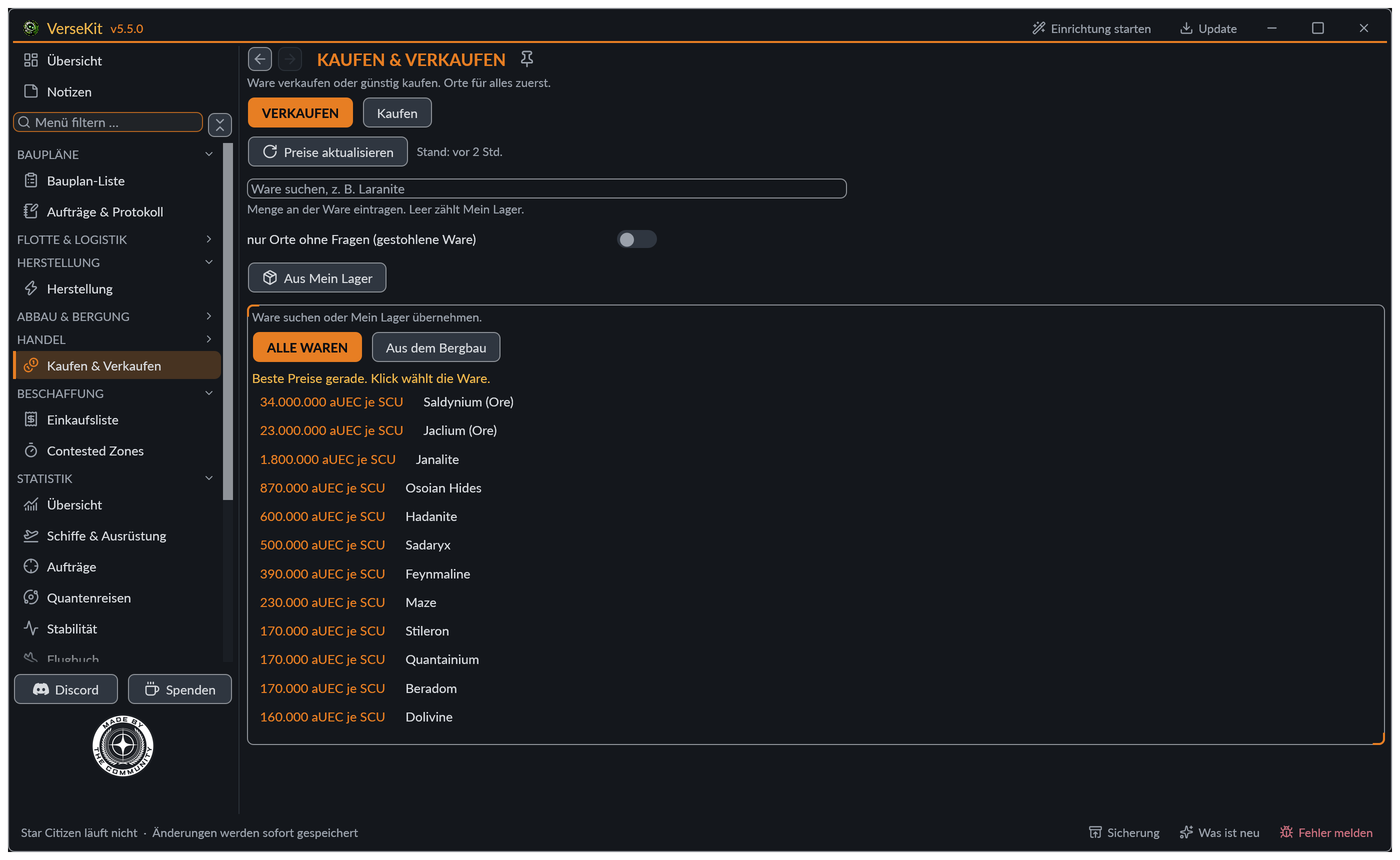 VerseKit v5.5.0
Einrichtung starten
Update
Übersicht
Notizen
Menü filtern ...
BAUPLÄNE
Bauplan-Liste
Aufträge & Protokoll
FLOTTE & LOGISTIK
HERSTELLUNG
Herstellung
ABBAU & BERGUNG
HANDEL
Kaufen & Verkaufen
BESCHAFFUNG
Einkaufsliste
Contested Zones
STATISTIK
Übersicht
Schiffe & Ausrüstung
Aufträge
Quantenreisen
Stabilität
Flugbuch
Discord
Spenden
MADE BY
THE COMMUNITY
KAUFEN & VERKAUFEN
Ware verkaufen oder günstig kaufen. Orte für alles zuerst.
VERKAUFEN
Kaufen
Preise aktualisieren
Stand: vor 2 Std.
Ware suchen, z. B. Laranite
Menge an der Ware eintragen. Leer zählt Mein Lager.
nur Orte ohne Fragen (gestohlene Ware)
Aus Mein Lager
Ware suchen oder Mein Lager übernehmen.
ALLE WAREN
Aus dem Bergbau
Beste Preise gerade. Klick wählt die Ware.
34.000.000 aUEC je SCU Saldynium (Ore)
23.000.000 aUEC je SCU Jaclium (Ore)
1.800.000 aUEC je SCU Janalite
870.000 aUEC je SCU Osoian Hides
600.000 aUEC je SCU Hadanite
500.000 aUEC je SCU Sadaryx
390.000 aUEC je SCU Feynmaline
230.000 aUEC je SCU Maze
170.000 aUEC je SCU Stileron
170.000 aUEC je SCU Quantainium
170.000 aUEC je SCU Beradom
160.000 aUEC je SCU Dolivine
Star Citizen läuft nicht · Änderungen werden sofort gespeichert
Sicherung
Was ist neu
Fehler melden